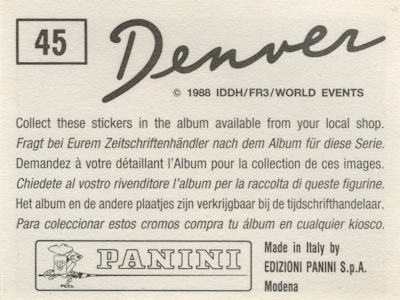 45
Denver
© 1988 IDDH/FR3/WORLD EVENTS
Collect these stickers in the album available from your local shop.
Fragt bei Eurem Zeitschriftenhändler nach dem Album für diese Serie.
Demandez à votre détaillant l'Album pour la collection de ces images.
Chiedete al vostro rivenditore l'album per la raccolta di queste figurine.
Het album en de andere plaatjes zijn verkrijgbaar bij de tijdschrifthandelaar.
Para coleccionar estos cromos compra tu álbum en cualquier kiosco.
PANINI
Made in Italy by
EDIZIONI PANINI S.p.A.
Modena